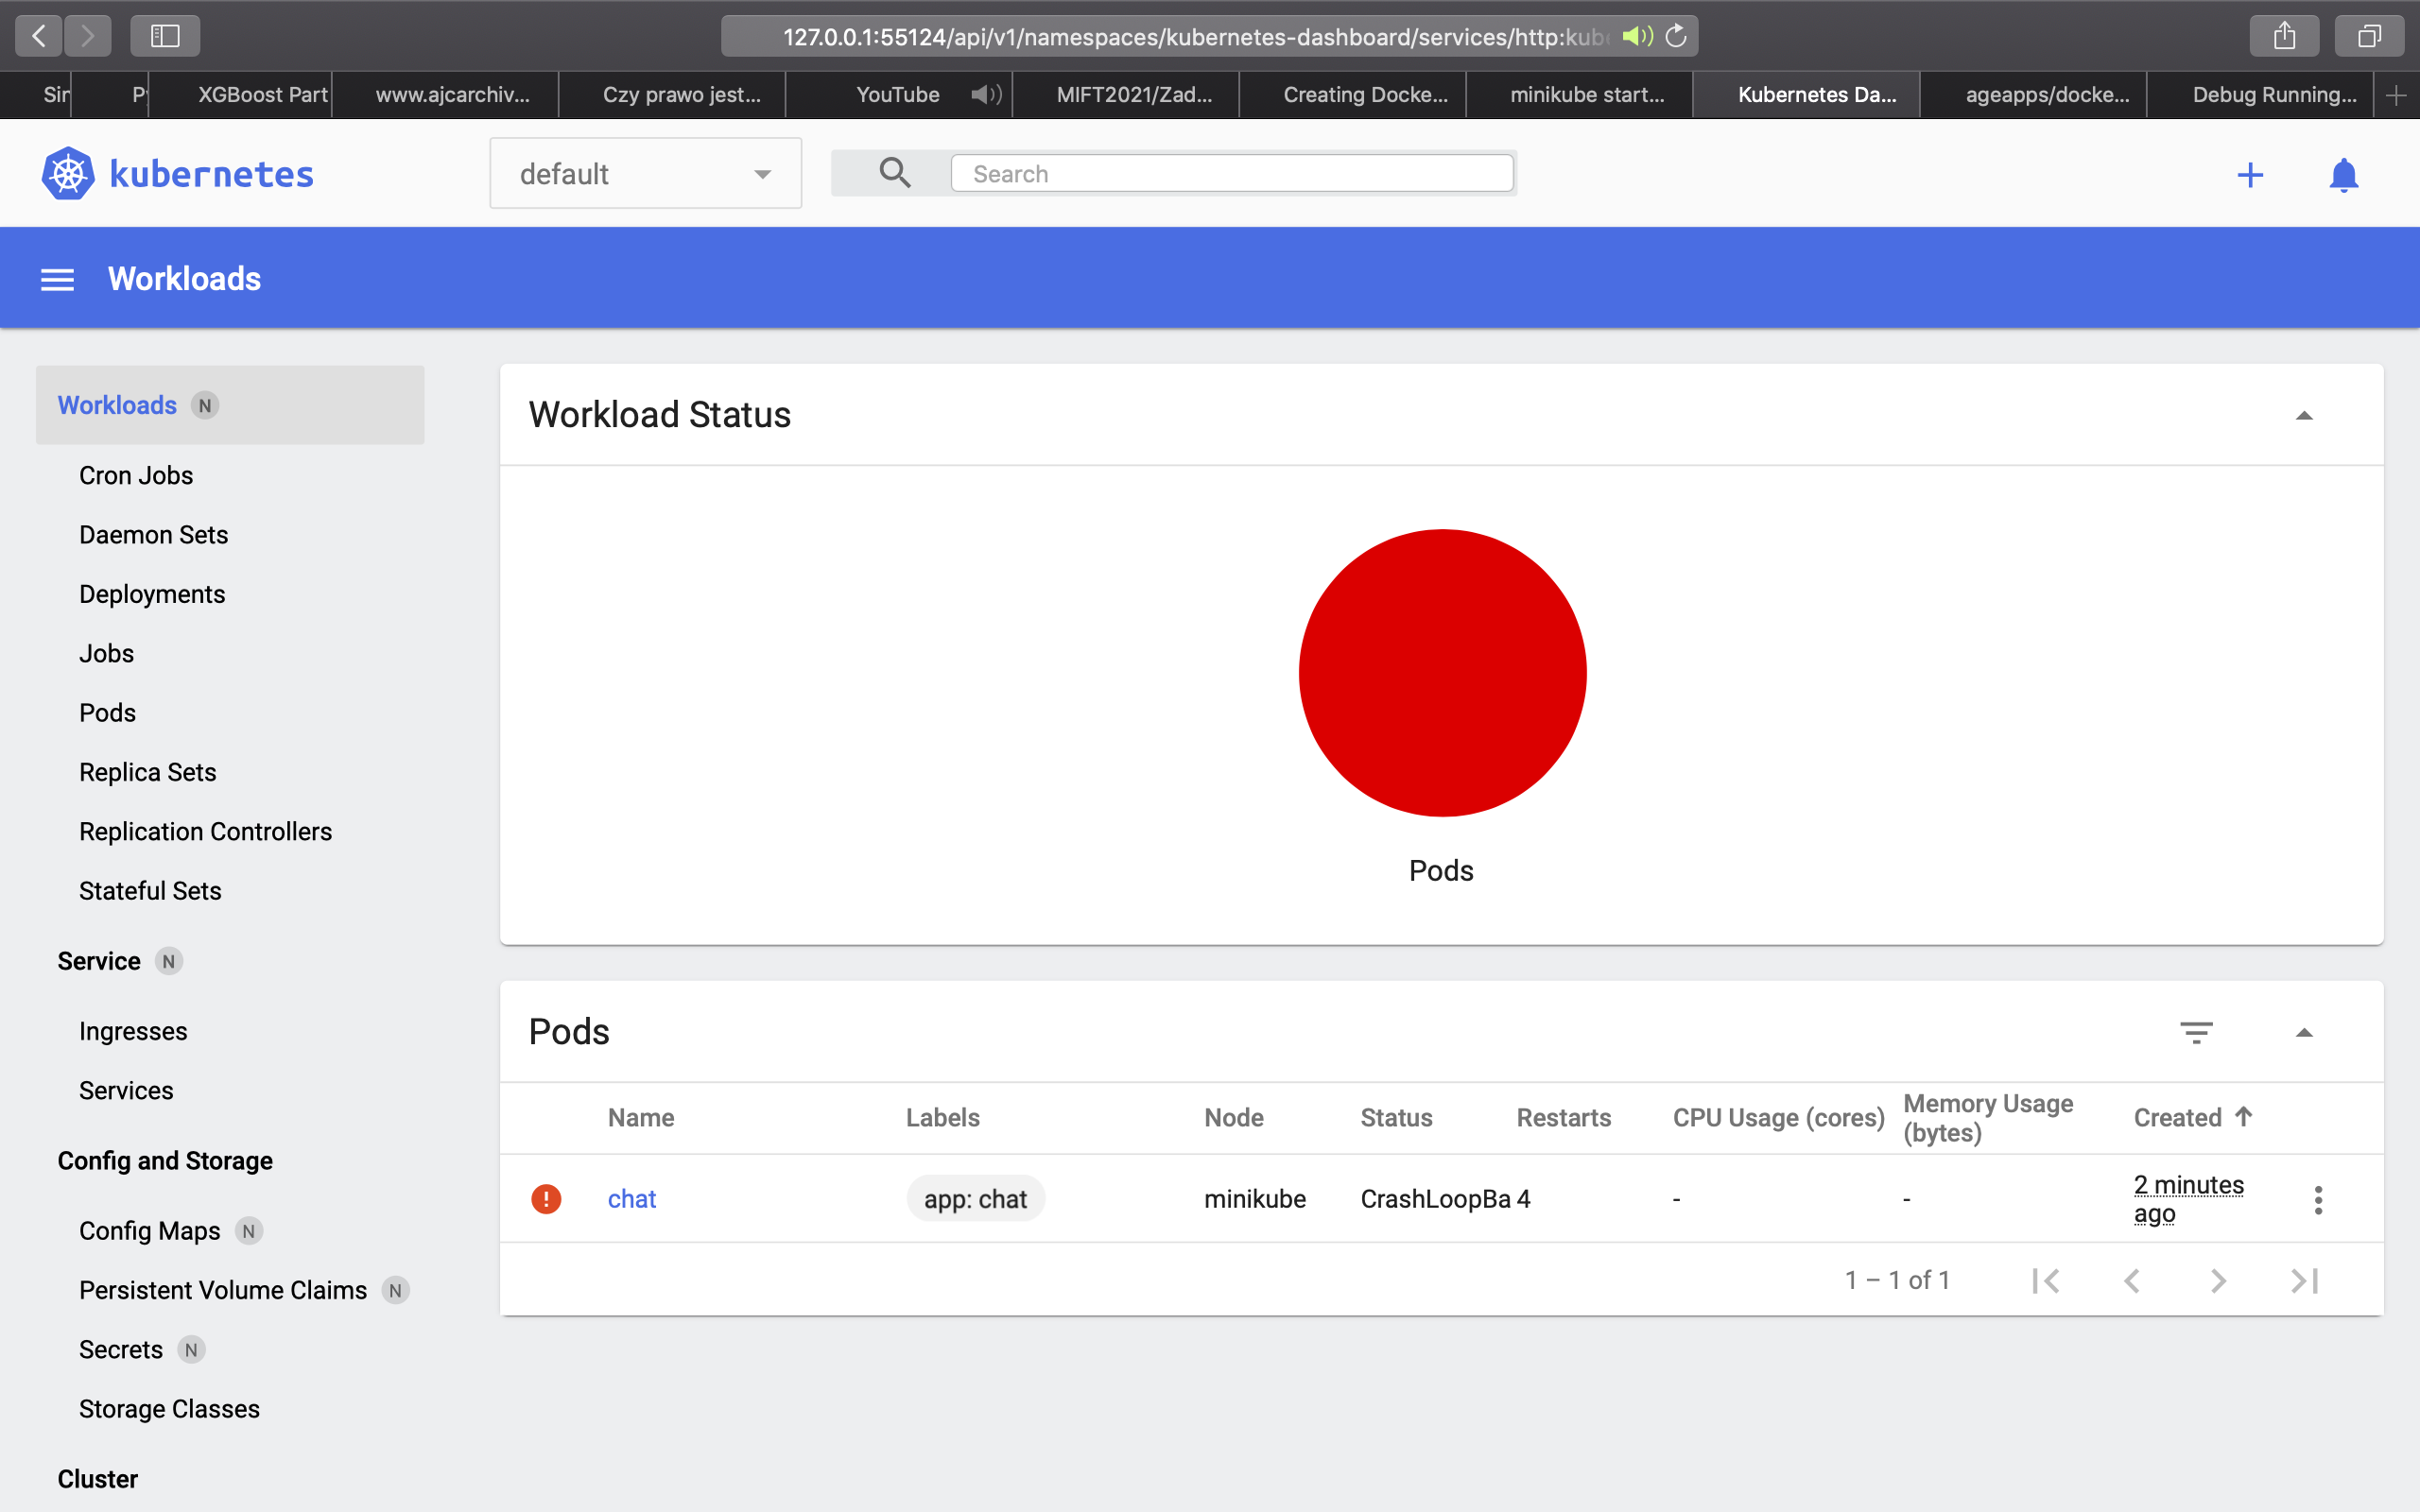 127.0.0.1:55124/api/v1/namespaces/kubernetes-dashboard/services/http:kube
Sin
XGBoost Part
www.ajcarchiv...
Czy prawo jest...
YouTube
MIFT2021/Zad...
Creating Docke...
minikube start...
Kubernetes Da...
ageapps/docke...
Debug Running...
kubernetes
default
Search
Workloads
Workloads N
Cron Jobs
Daemon Sets
Deployments
Jobs
Pods
Replica Sets
Replication Controllers
Stateful Sets
Service N
Ingresses
Services
Config and Storage
Config Maps N
Persistent Volume Claims N
Secrets N
Storage Classes
Cluster
Workload Status
Pods
Pods
Name Labels Node Status Restarts CPU Usage (cores) Memory Usage (bytes) Created
chat app: chat minikube CrashLoopBa 4 - - 2 minutes ago
1 – 1 of 1